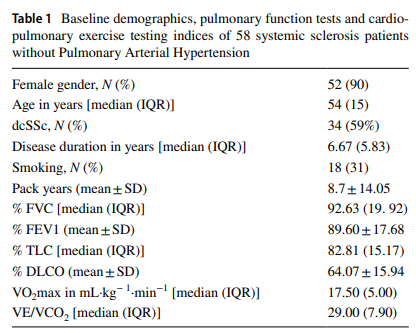 Table 1 Baseline demographics, pulmonary function tests and cardio-
pulmonary exercise testing indices of 58 systemic sclerosis patients
without Pulmonary Arterial Hypertension
Female gender, N (%) 52 (90)
Age in years [median (IQR)] 54 (15)
dcSSc, N (%) 34 (59%)
Disease duration in years [median (IQR)] 6.67 (5.83)
Smoking, N (%) 18 (31)
Pack years (mean ± SD) 8.7 ± 14.05
% FVC [median (IQR)] 92.63 (19. 92)
% FEV1 (mean ± SD) 89.60 ± 17.68
% TLC [median (IQR)] 82.81 (15.17)
% DLCO (mean ± SD) 64.07 ± 15.94
VO₂max in mL·kg⁻¹·min⁻¹ [median (IQR)] 17.50 (5.00)
VE/VCO₂ [median (IQR)] 29.00 (7.90)